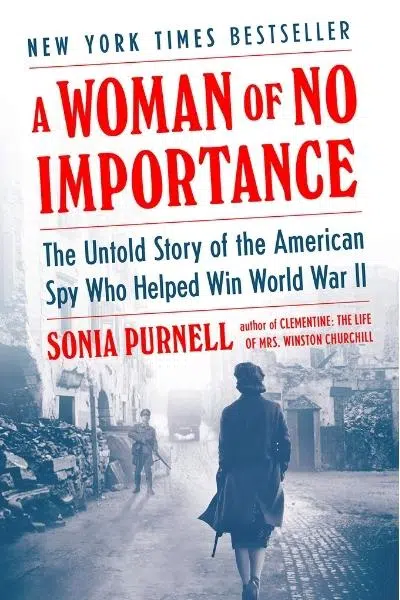 NEW YORK TIMES BESTSELLER
A WOMAN OF NO
IMPORTANCE
The Untold Story of the American
Spy Who Helped Win World War II
SONIA PURNELL
author of CLEMENTINE: THE LIFE
OF MRS. WINSTON CHURCHILL